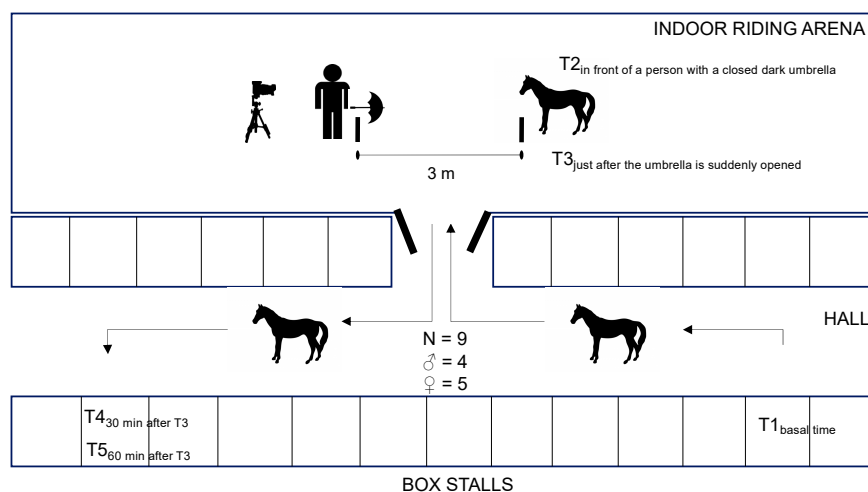 INDOOR RIDING ARENA
T2in front of a person with a closed dark umbrella
T3just after the umbrella is suddenly opened
3 m
HALL
N = 9
♂ = 4
♀ = 5
T430 min after T3
T560 min after T3
T1basal time
BOX STALLS